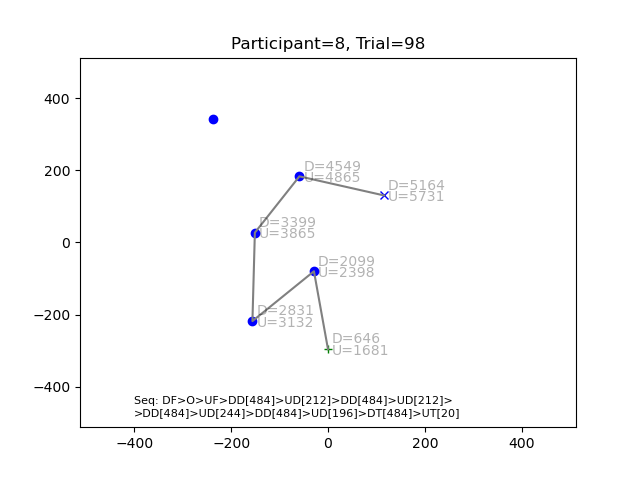 Participant=8, Trial=98
400
200
0
−200
−400
D=4549
U=4865
D=5164
U=5731
D=3399
U=3865
D=2099
U=2398
D=2831
U=3132
D=646
U=1681
Seq: DF>O>UF>DD[484]>UD[212]>DD[484]>UD[212]>
>DD[484]>UD[244]>DD[484]>UD[196]>DT[484]>UT[20]
−400 −200 0 200 400